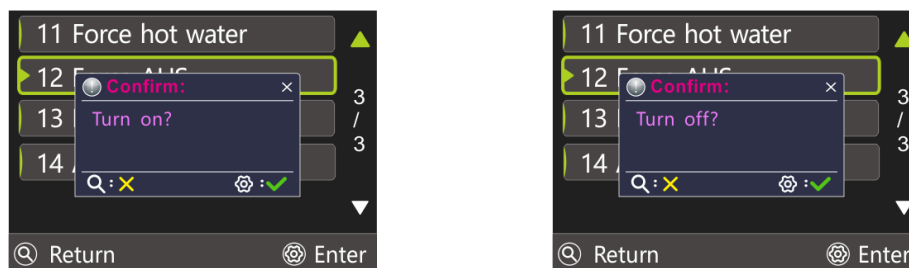 11 Force hot water
12
Confirm:
Turn on?
13
14
3
/
3
Return
Enter
11 Force hot water
12
Confirm:
Turn off?
13
14
3
/
3
Return
Enter